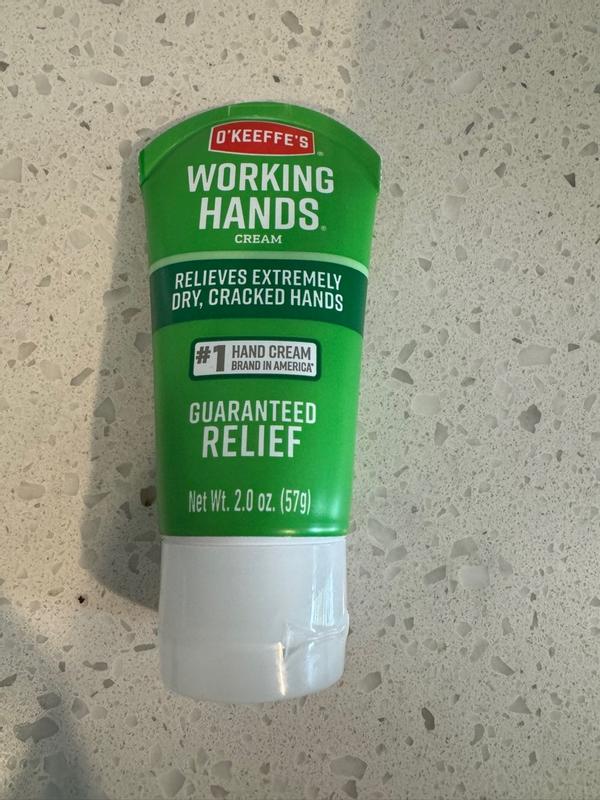 O'KEEFFE'S®
WORKING
HANDS®
CREAM
RELIEVES EXTREMELY
DRY, CRACKED HANDS
#1 HAND CREAM
BRAND IN AMERICA*
GUARANTEED
RELIEF
Net Wt. 2.0 oz. (57g)